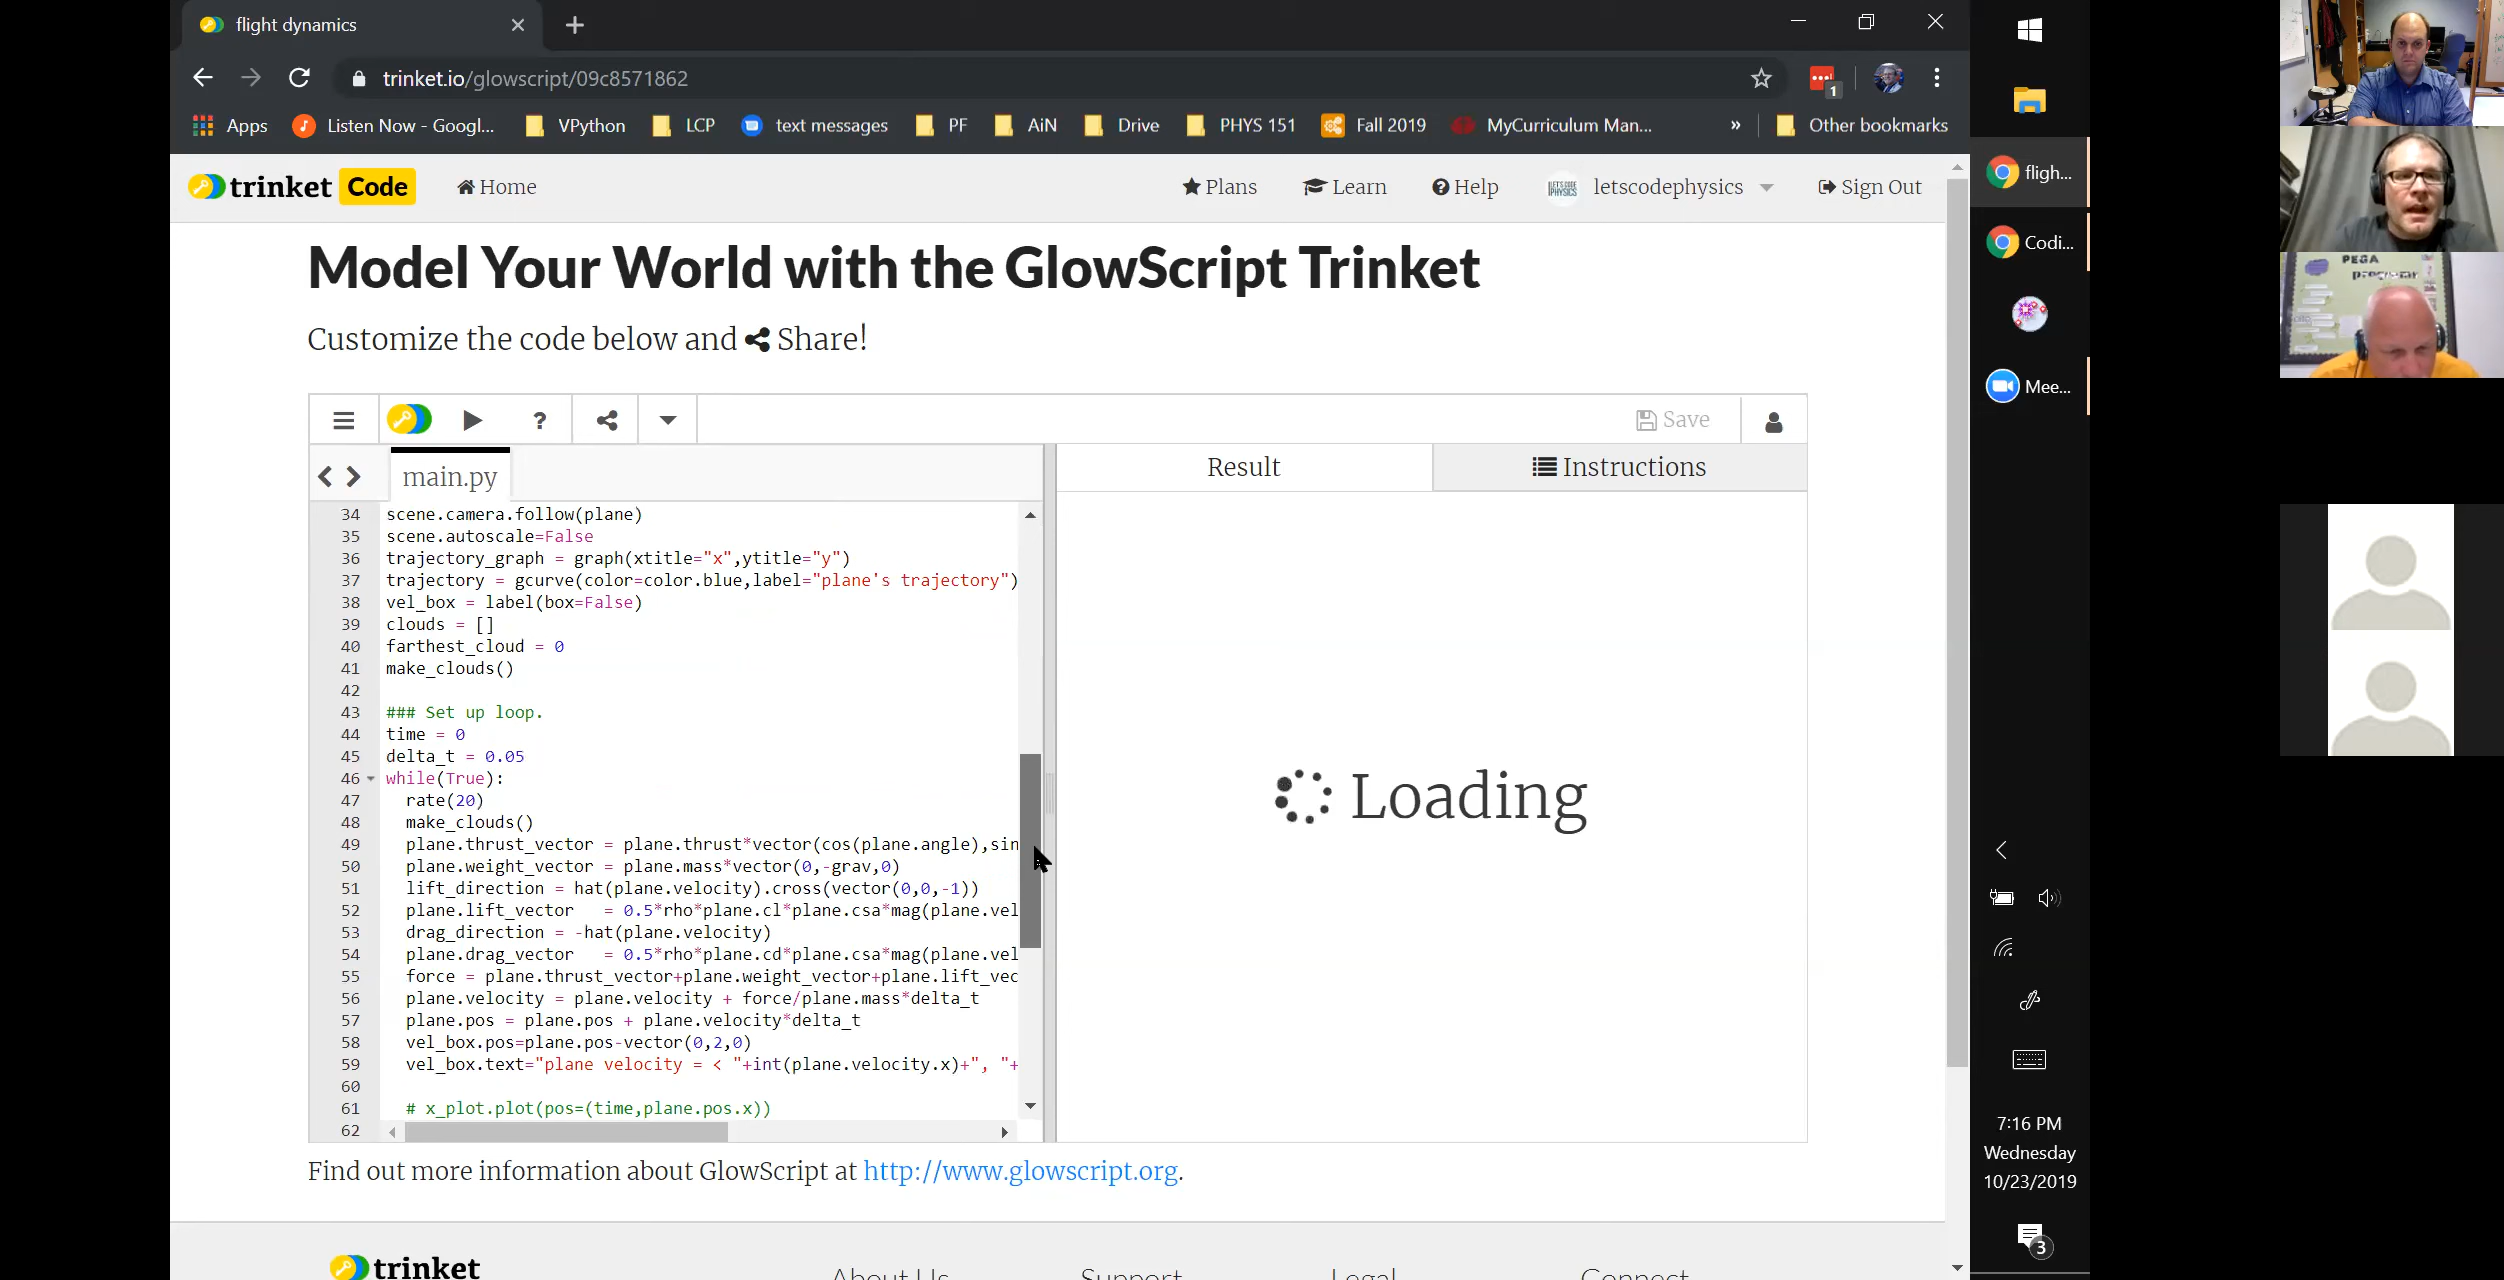 flight dynamics
trinket.io/glowscript/09c8571862
1
Apps
Listen Now - Googl...
VPython
LCP
text messages
PF
AiN
Drive
PHYS 151
Fall 2019
MyCurriculum Man...
»
Other bookmarks
trinket Code
Home
Plans
Learn
Help
letscodephysics
Sign Out
Model Your World with the GlowScript Trinket
Customize the code below and Share!
?
Save
main.py
Result
Instructions
34 scene.camera.follow(plane)
35 scene.autoscale=False
36 trajectory_graph = graph(xtitle="x",ytitle="y")
37 trajectory = gcurve(color=color.blue,label="plane's trajectory")
38 vel_box = label(box=False)
39 clouds = []
40 farthest_cloud = 0
41 make_clouds()
42
43 ### Set up loop.
44 time = 0
45 delta_t = 0.05
46 while(True):
47 rate(20)
48 make_clouds()
49 plane.thrust_vector = plane.thrust*vector(cos(plane.angle),sin
50 plane.weight_vector = plane.mass*vector(0,-grav,0)
51 lift_direction = hat(plane.velocity).cross(vector(0,0,-1))
52 plane.lift_vector   = 0.5*rho*plane.cl*plane.csa*mag(plane.vel
53 drag_direction = -hat(plane.velocity)
54 plane.drag_vector   = 0.5*rho*plane.cd*plane.csa*mag(plane.vel
55 force = plane.thrust_vector+plane.weight_vector+plane.lift_vec
56 plane.velocity = plane.velocity + force/plane.mass*delta_t
57 plane.pos = plane.pos + plane.velocity*delta_t
58 vel_box.pos=plane.pos-vector(0,2,0)
59 vel_box.text="plane velocity = < "+int(plane.velocity.x)+", "+
60
61 # x_plot.plot(pos=(time,plane.pos.x))
62
Loading
Find out more information about GlowScript at http://www.glowscript.org.
trinket
About Us
Support
Legal
Connect
fligh...
Codi...
Mee...
7:16 PM
Wednesday
10/23/2019
3
PEGA